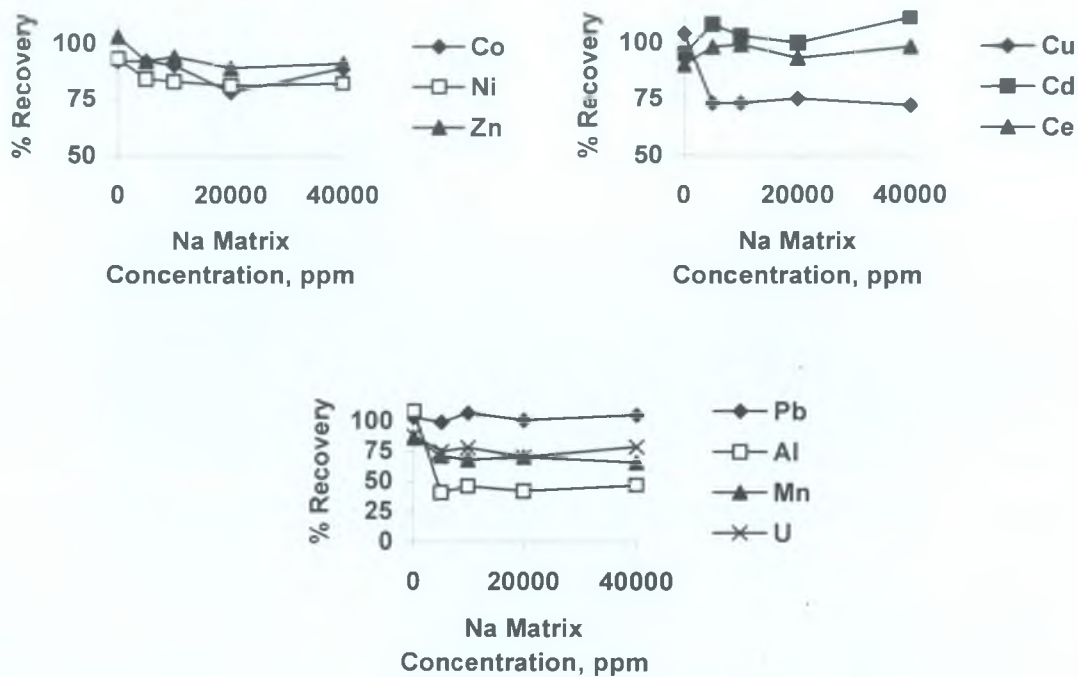 % Recovery
100
75
50
0 20000 40000
Na Matrix
Concentration, ppm
Co
Ni
Zn
% Recovery
100
75
50
0 20000 40000
Na Matrix
Concentration, ppm
Cu
Cd
Ce
% Recovery
100
75
50
25
0
0 20000 40000
Na Matrix
Concentration, ppm
Pb
Al
Mn
U